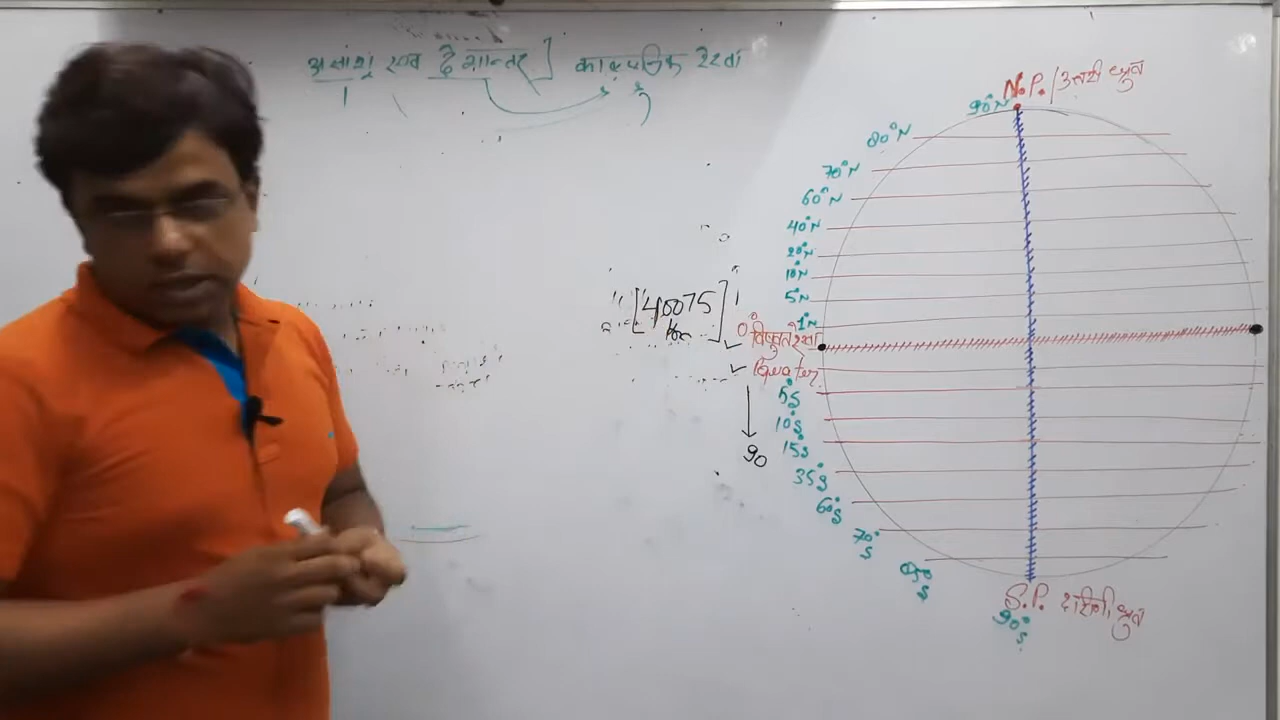 अक्षांश एवं देशान्तर] काल्पनिक रेखा
N.P./उत्तरी ध्रुव
90°N
80°N
70°N
60°N
40°N
20°N
10°N
5°N
1°N
[40075]
km
0° विषुवत रेखा
Equator
5°S
10°S
15°S
90
35°S
60°S
70°S
S.P. दक्षिणी ध्रुव
90°S